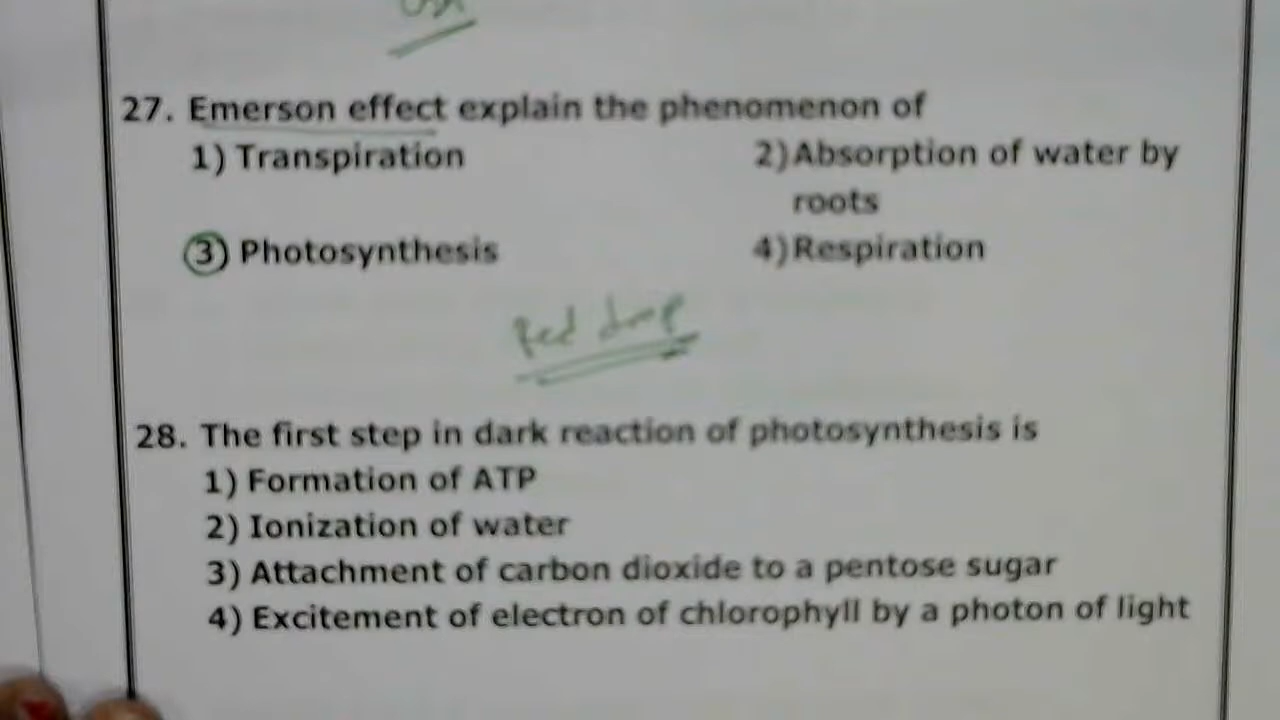 27. Emerson effect explain the phenomenon of
1) Transpiration
2) Absorption of water by
roots
3) Photosynthesis
4) Respiration
Red drop
28. The first step in dark reaction of photosynthesis is
1) Formation of ATP
2) Ionization of water
3) Attachment of carbon dioxide to a pentose sugar
4) Excitement of electron of chlorophyll by a photon of light